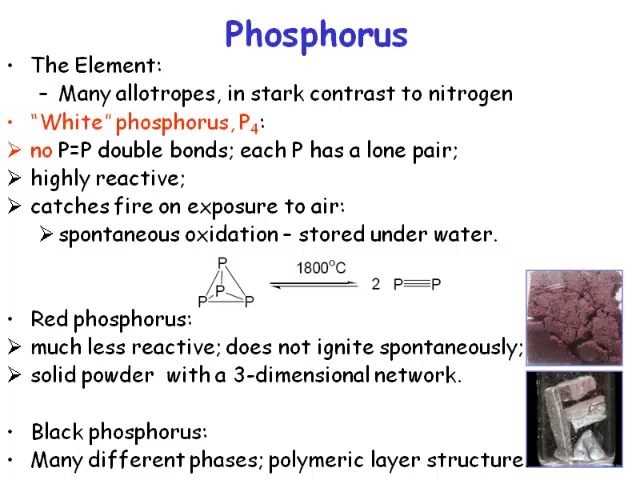 Phosphorus
• The Element:
– Many allotropes, in stark contrast to nitrogen
• "White" phosphorus, P₄:
➢ no P=P double bonds; each P has a lone pair;
➢ highly reactive;
➢ catches fire on exposure to air:
➢ spontaneous oxidation – stored under water.
P
P
P P
1800°C
2 P≡P
• Red phosphorus:
➢ much less reactive; does not ignite spontaneously;
➢ solid powder with a 3-dimensional network.
• Black phosphorus:
• Many different phases; polymeric layer structure